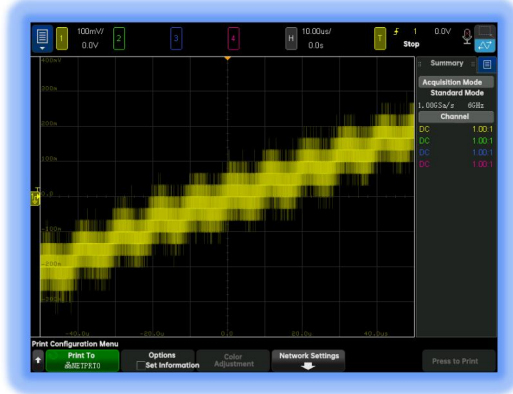 1 100mV/ 2 3 4 H 10.00us/ T 1 0.0V
0.0V 0.0s Stop
Summary
Acquisition Mode
Standard Mode
1.00GSa/s 6GHz
Channel
DC 1.00:1
DC 1.00:1
DC 1.00:1
DC 1.00:1
400mV
300m
200m
100m
0.0
-100m
-200m
-300m
-40.0u -20.0u 0.0 20.0u 40.0us
Print Configuration Menu
Print To Options Color Network Settings Press to Print
NETPRT0 Set Information Adjustment